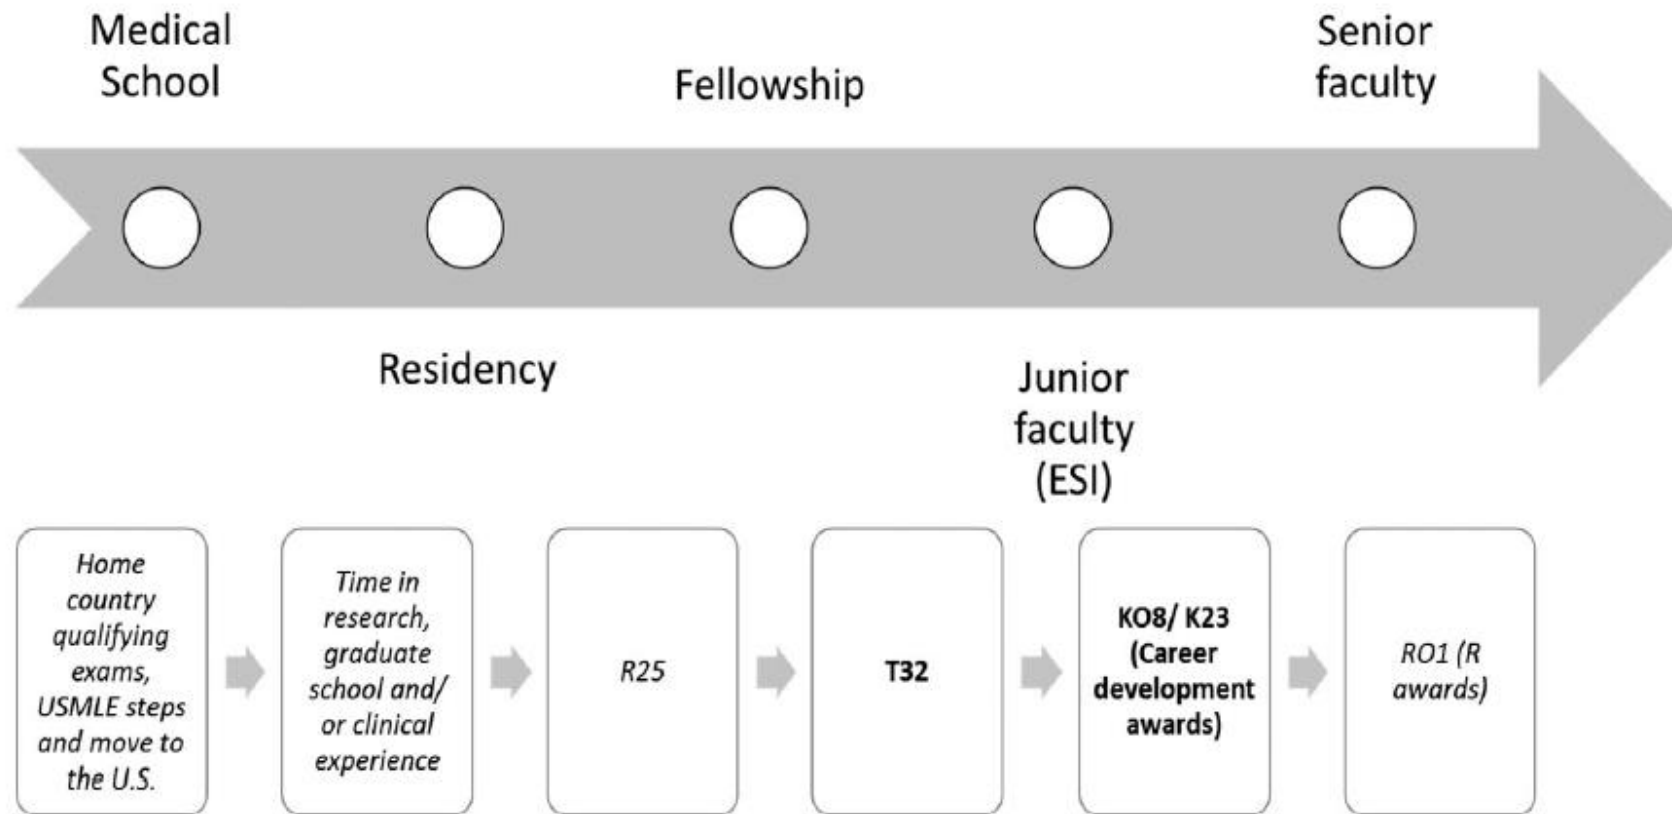 Medical
School
Fellowship
Senior
faculty
Residency
Junior
faculty
(ESI)
Home
country
qualifying
exams,
USMLE steps
and move to
the U.S.
Time in
research,
graduate
school and/
or clinical
experience
R25
T32
KO8/ K23
(Career
development
awards)
RO1 (R
awards)